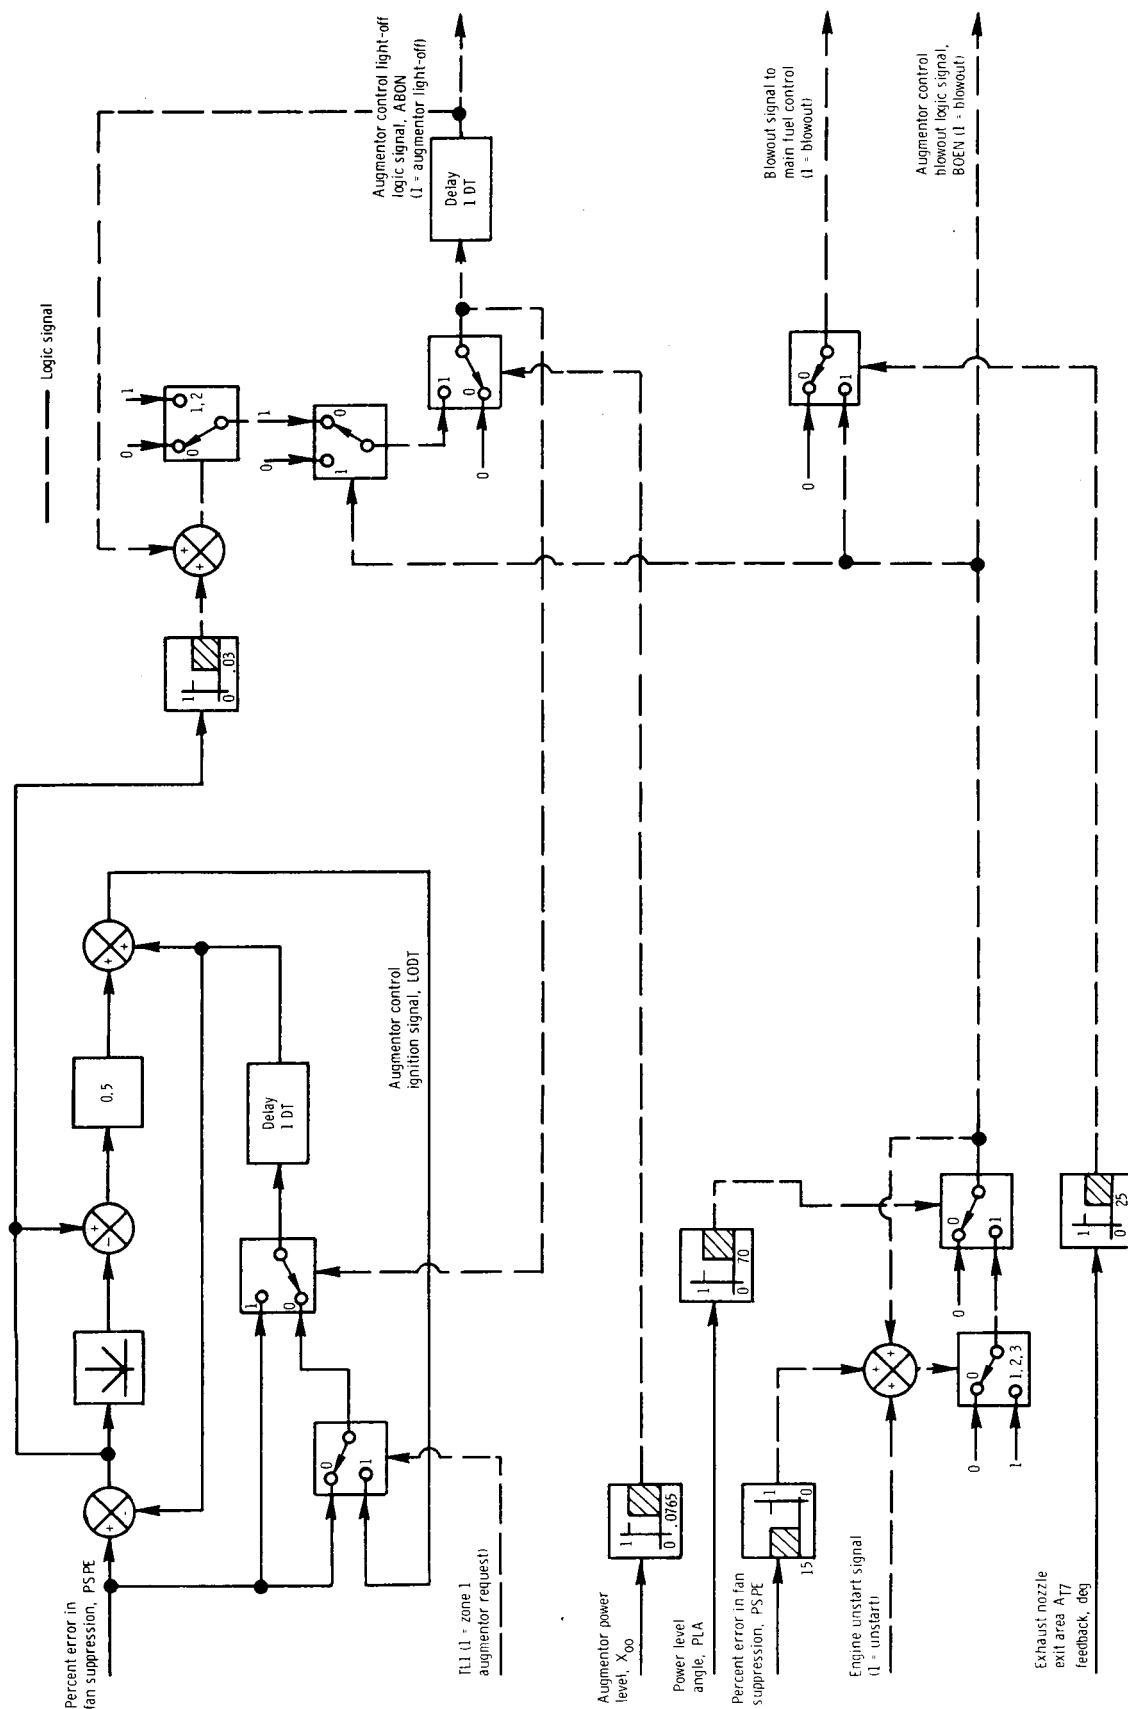 Logic signal
Percent error in
fan suppression, PSPE
0.5
Delay
1 DT
1
0
0
1
TL1 (1 = zone 1
augmentor request)
Augmentor control
ignition signal, LODT
1
0
.03
0
1
0
1, 2
1
0
0
1
1
0
0
Delay
1 DT
Augmentor control light-off
logic signal, ABON
(1 = augmentor light-off)
Augmentor power
level, X00
1
0
.0765
Power level
angle, PLA
1
0
70
Percent error in fan
suppression, PSPE
15
1
0
Engine unstart signal
(1 = unstart)
0
1
0
1, 2, 3
0
0
1
Exhaust nozzle
exit area AT7
feedback, deg
1
0
25
0
0
1
Blowout signal to
main fuel control
(1 = blowout)
Augmentor control
blowout logic signal,
BOEN (1 = blowout)